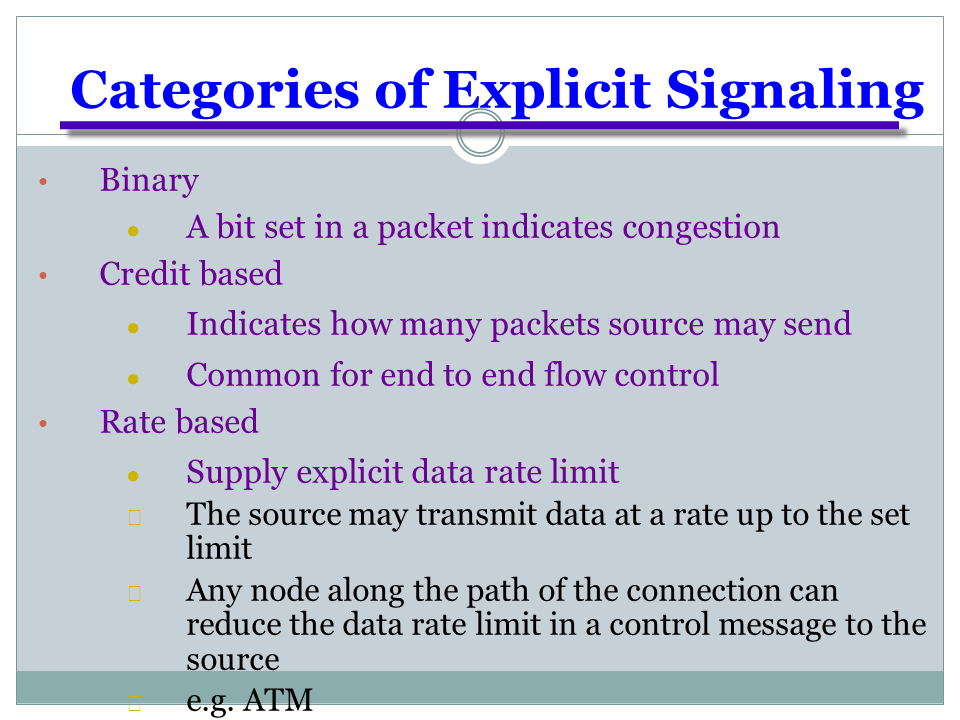 Categories of Explicit Signaling
• Binary
● A bit set in a packet indicates congestion
• Credit based
● Indicates how many packets source may send
● Common for end to end flow control
• Rate based
● Supply explicit data rate limit
The source may transmit data at a rate up to the set
limit
Any node along the path of the connection can
reduce the data rate limit in a control message to the
source
e.g. ATM